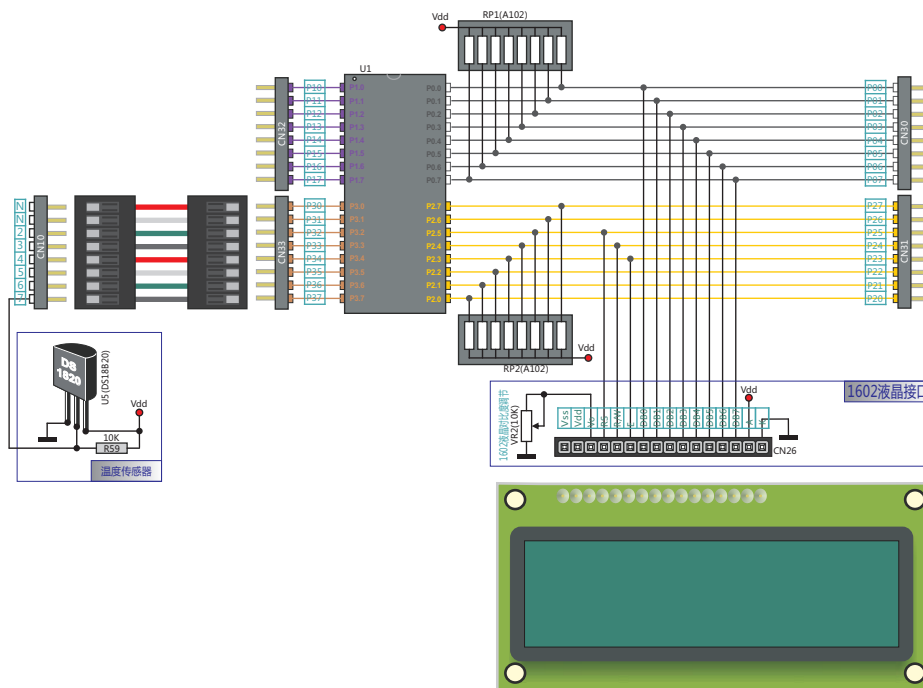 Vdd
RP1(A102)
U1
P10 P1.0 P0.0 P00
P11 P1.1 P0.1 P01
P12 P1.2 P0.2 P02
P13 P1.3 P0.3 P03
P14 P1.4 P0.4 P04
P15 P1.5 P0.5 P05
P16 P1.6 P0.6 P06
P17 P1.7 P0.7 P07
CN32
CN30
N P30 P3.0 P2.7 P27
N P31 P3.1 P2.6 P26
2 P32 P3.2 P2.5 P25
3 P33 P3.3 P2.4 P24
4 P34 P3.4 P2.3 P23
5 P35 P3.5 P2.2 P22
6 P36 P3.6 P2.1 P21
7 P37 P3.7 P2.0 P20
CN10
CN33
CN31
Vdd
RP2(A102)
DS
1820
U5(DS18B20)
Vdd
10K
R59
温度传感器
1602液晶对比度调节
VR2(10K)
Vdd
1602液晶接口
Vss Vdd V0 RS R/W E DB0 DB1 DB2 DB3 DB4 DB5 DB6 DB7 A K
CN26